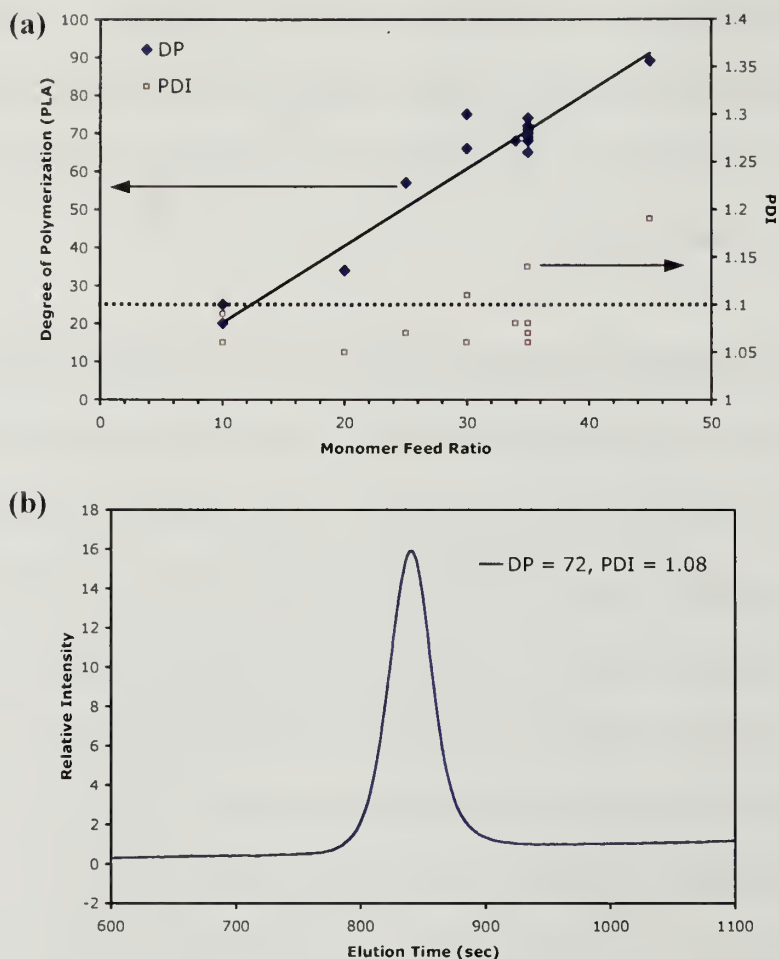 (a)
DP
PDI
Degree of Polymerization (PLA)
100
90
80
70
60
50
40
30
20
10
0
1.4
1.35
1.3
1.25
1.2
1.15
1.1
1.05
1
PDI
0 10 20 30 40 50
Monomer Feed Ratio
(b)
DP = 72, PDI = 1.08
Relative Intensity
18
16
14
12
10
8
6
4
2
0
-2
600 700 800 900 1000 1100
Elution Time (sec)